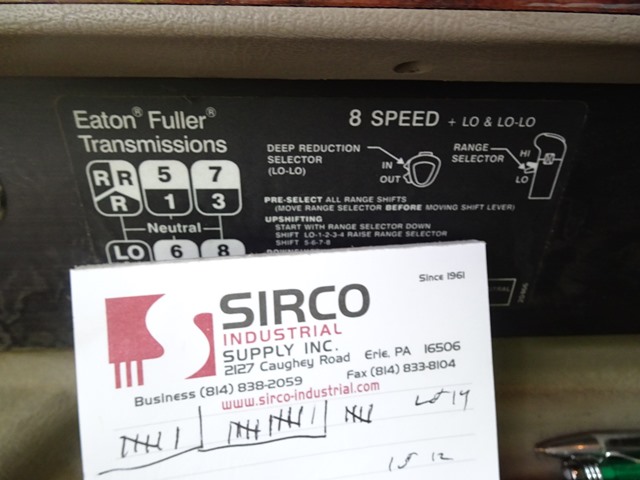 Eaton® Fuller®
Transmissions
8 SPEED + LO & LO-LO
DEEP REDUCTION
SELECTOR
(LO-LO)
IN
OUT
RANGE
SELECTOR
HI
LO
R R 5 7
R 1 3
Neutral
LO 6 8
PRE-SELECT ALL RANGE SHIFTS
(MOVE RANGE SELECTOR BEFORE MOVING SHIFT LEVER)
UPSHIFTING
START WITH RANGE SELECTOR DOWN
SHIFT LO-1-2-3-4 RAISE RANGE SELECTOR
SHIFT 5-6-7-8
Since 1961
SIRCO
INDUSTRIAL
SUPPLY INC.
2127 Caughey Road Erie, PA 16506
Business (814) 838-2059 Fax (814) 833-8104
www.sirco-industrial.com